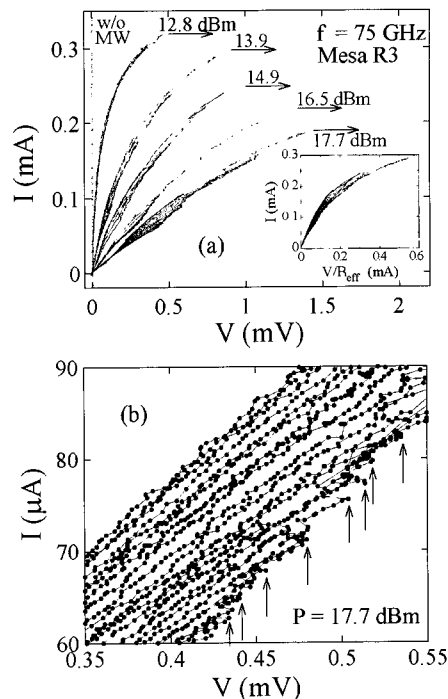 w/o
MW
12.8 dBm
13.9
14.9
16.5 dBm
17.7 dBm
f = 75 GHz
Mesa R3
I (mA)
0.3
0.2
0.1
0
0 0.5 1 1.5 2
V (mV)
(a)
I (mA)
0.3
0.2
0.1
0
0 0.2 0.4 0.6
V/Reff (mA)
(b)
I (μA)
90
80
70
60
0.35 0.4 0.45 0.5 0.55
V (mV)
P = 17.7 dBm